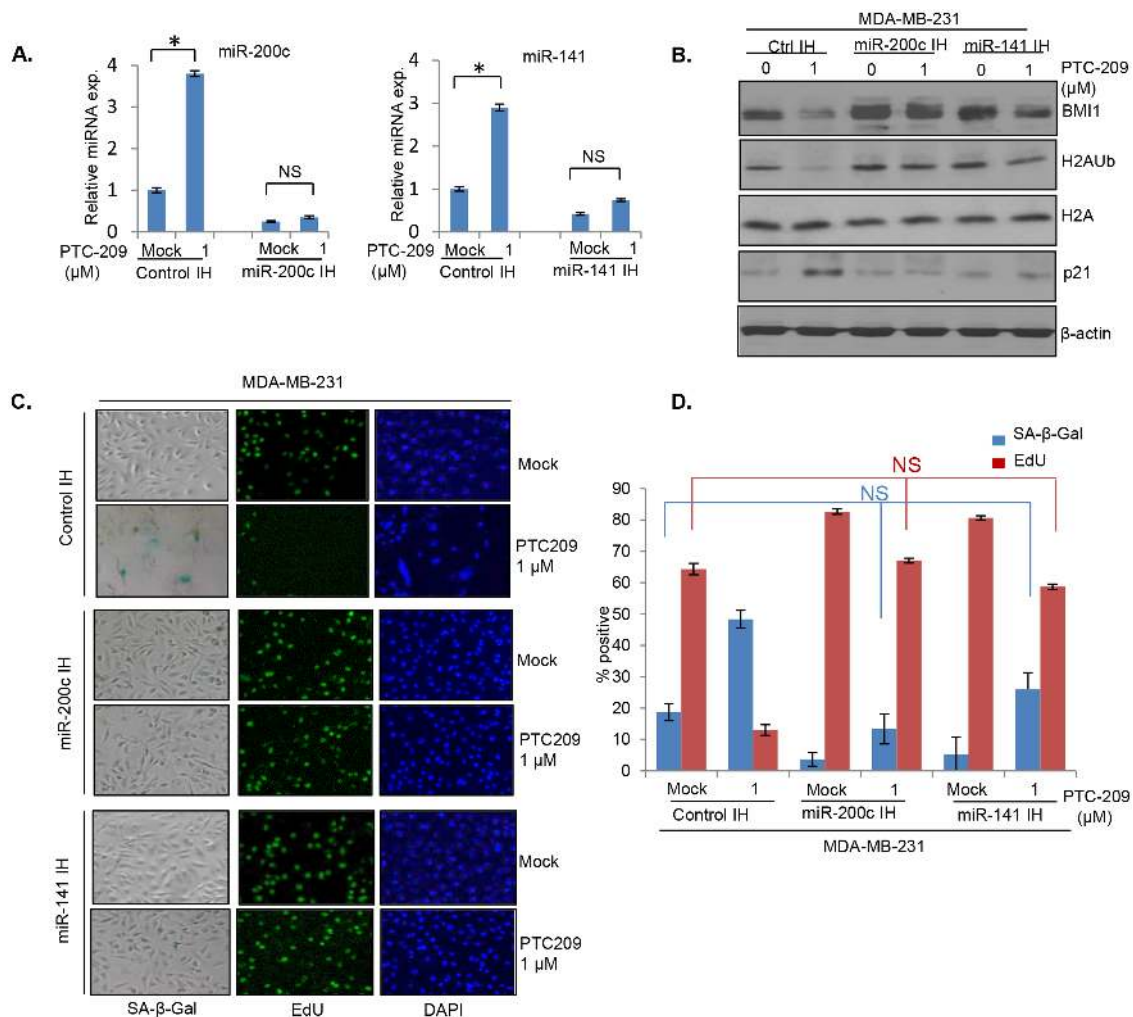 A.
miR-200c
Relative miRNA exp.
4
3
2
1
0
*
NS
PTC-209
(µM)
Mock 1
Mock 1
Control IH
miR-200c IH
miR-141
Relative miRNA exp.
4
3
2
1
0
*
NS
PTC-209
(µM)
Mock 1
Mock 1
Control IH
miR-141 IH
B.
MDA-MB-231
Ctrl IH miR-200c IH miR-141 IH
0 1 0 1 0 1 PTC-209
(µM)
BMI1
H2AUb
H2A
p21
β-actin
C.
MDA-MB-231
Control IH
Mock
PTC209
1 µM
miR-200c IH
Mock
PTC209
1 µM
miR-141 IH
Mock
PTC209
1 µM
SA-β-Gal EdU DAPI
D.
SA-β-Gal
EdU
NS
NS
% positive
90
80
70
60
50
40
30
20
10
0
Mock 1 Mock 1 Mock 1 PTC-209
(µM)
Control IH miR-200c IH miR-141 IH
MDA-MB-231